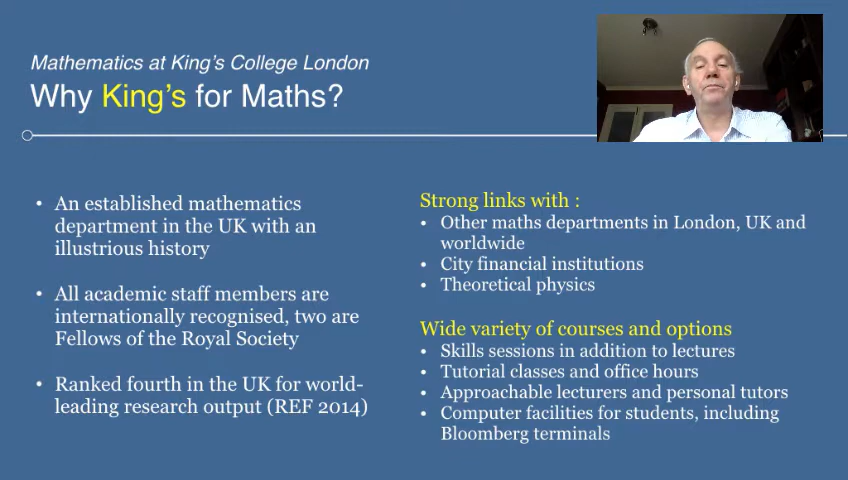 Mathematics at King's College London
Why King's for Maths?
• An established mathematics
department in the UK with an
illustrious history
• All academic staff members are
internationally recognised, two are
Fellows of the Royal Society
• Ranked fourth in the UK for world-
leading research output (REF 2014)
Strong links with :
• Other maths departments in London, UK and
worldwide
• City financial institutions
• Theoretical physics
Wide variety of courses and options
• Skills sessions in addition to lectures
• Tutorial classes and office hours
• Approachable lecturers and personal tutors
• Computer facilities for students, including
Bloomberg terminals